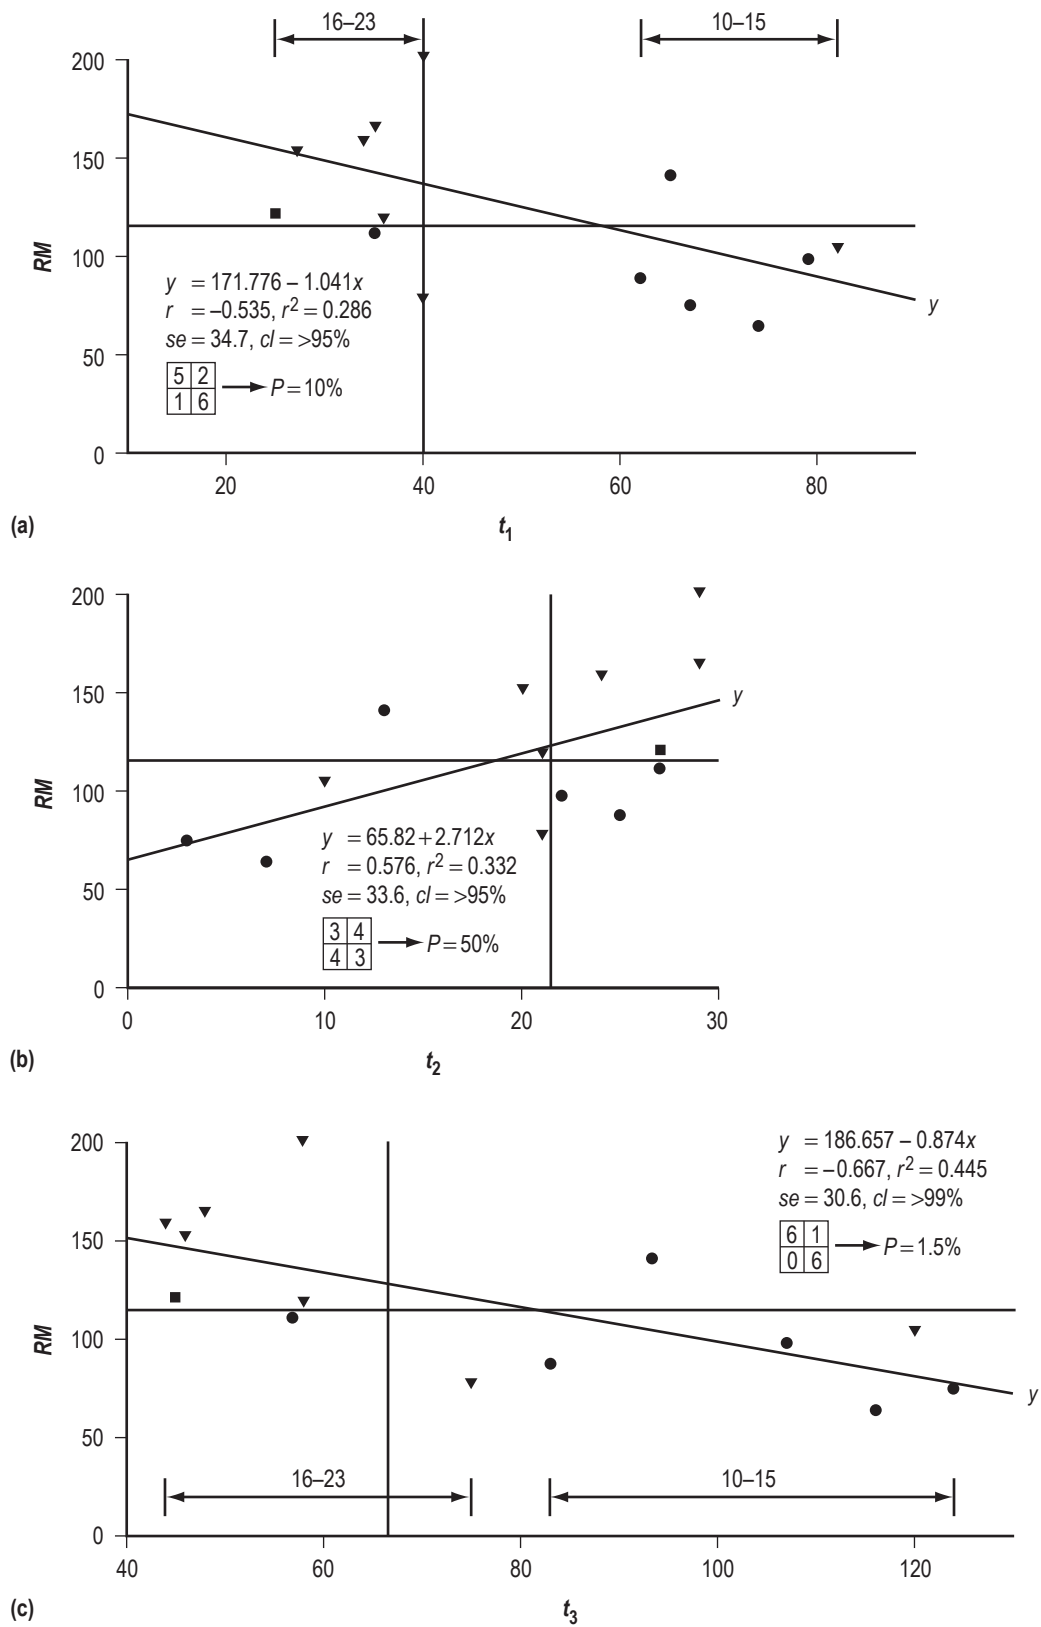 16–23
10–15
200
150
100
50
0
RM
y = 171.776 – 1.041x
r = –0.535, r2 = 0.286
se = 34.7, cl = >95%
5 2
1 6
P = 10%
y
20 40 60 80
(a)
t1
200
150
100
50
0
RM
y
y = 65.82 + 2.712x
r = 0.576, r2 = 0.332
se = 33.6, cl = >95%
3 4
4 3
P = 50%
0 10 20 30
(b)
t2
200
150
100
50
0
RM
y = 186.657 – 0.874x
r = –0.667, r2 = 0.445
se = 30.6, cl = >99%
6 1
0 6
P = 1.5%
y
16–23
10–15
40 60 80 100 120
(c)
t3